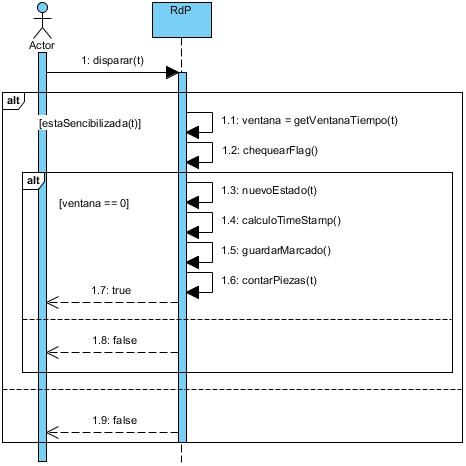 RdP
Actor
1: disparar(t)
alt
[estaSencibilizada(t)]
1.1: ventana = getVentanaTiempo(t)
1.2: chequearFlag()
alt
[ventana == 0]
1.3: nuevoEstado(t)
1.4: calculoTimeStamp()
1.5: guardarMarcado()
1.6: contarPiezas(t)
1.7: true
1.8: false
1.9: false